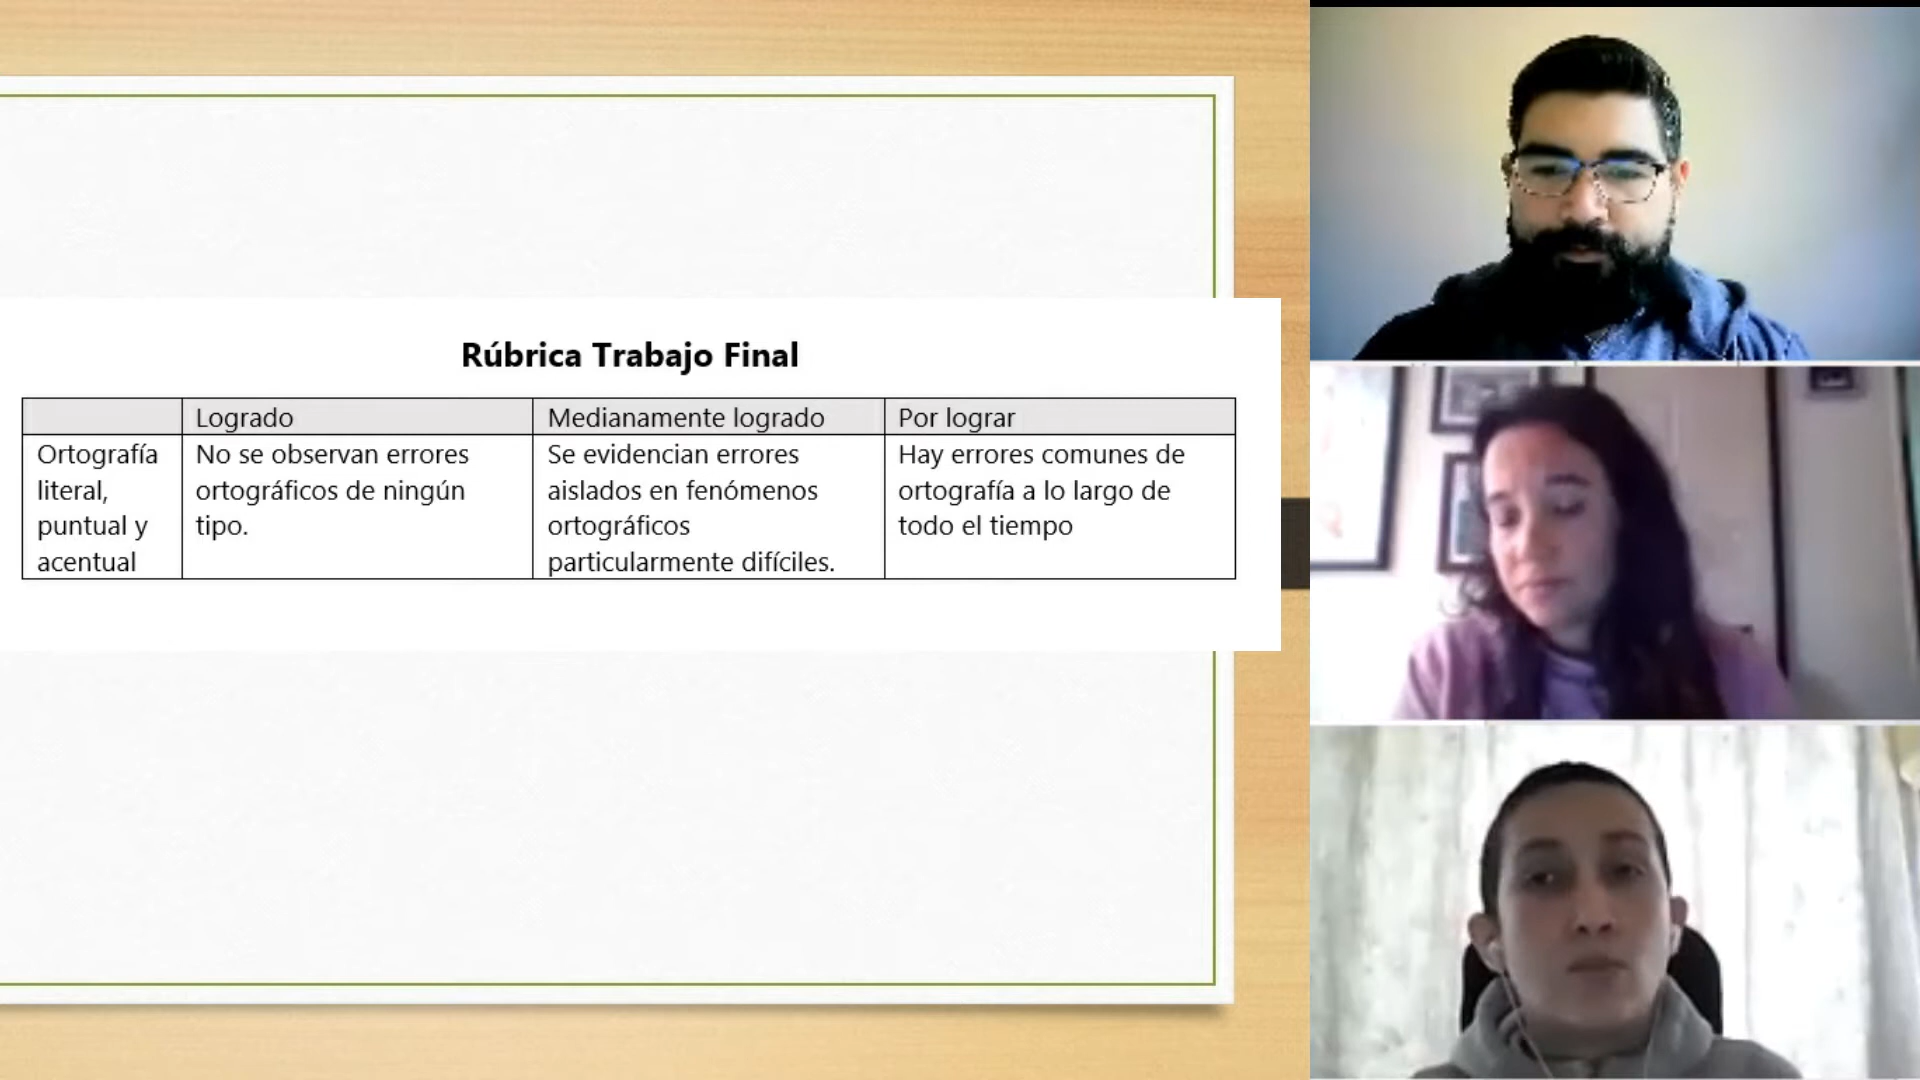 Rúbrica Trabajo Final
Logrado
Medianamente logrado
Por lograr
Ortografía
literal,
puntual y
acentual
No se observan errores
ortográficos de ningún
tipo.
Se evidencian errores
aislados en fenómenos
ortográficos
particularmente difíciles.
Hay errores comunes de
ortografía a lo largo de
todo el tiempo